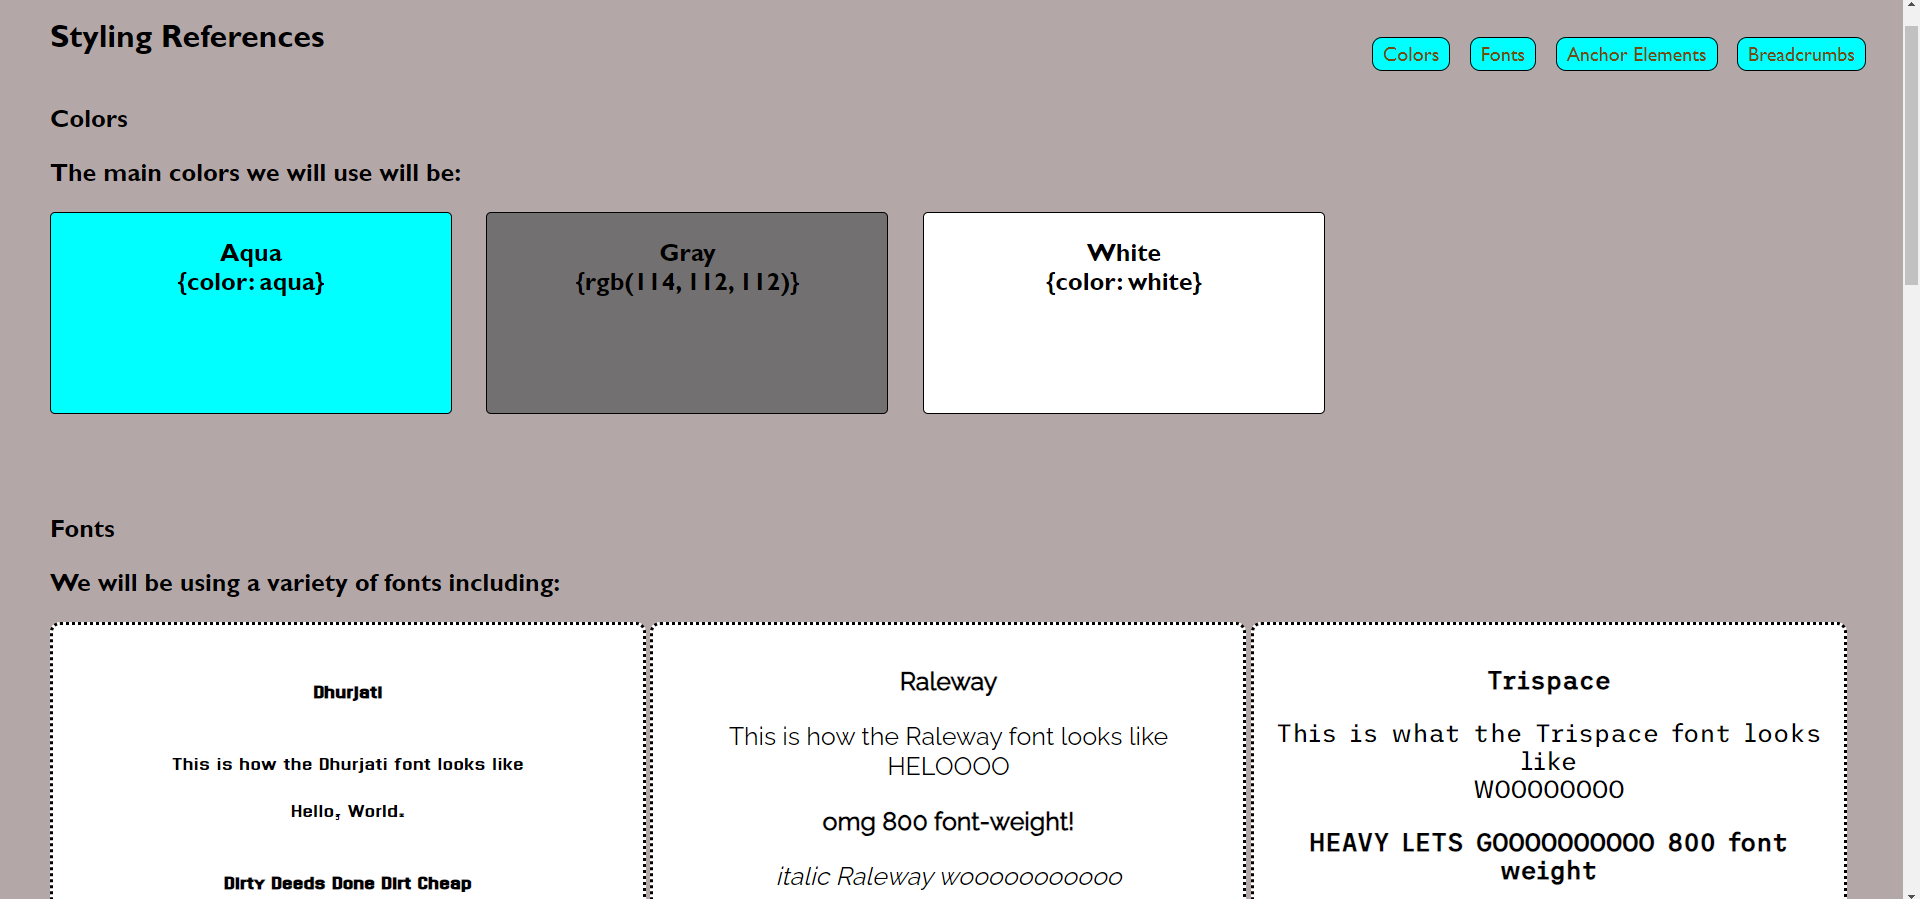 Styling References
Colors
Fonts
Anchor Elements
Breadcrumbs
Colors
The main colors we will use will be:
Aqua
{color: aqua}
Gray
{rgb(114, 112, 112)}
White
{color: white}
Fonts
We will be using a variety of fonts including:
Dhurjati
This is how the Dhurjati font looks like
Hello, World.
Dirty Deeds Done Dirt Cheap
Raleway
This is how the Raleway font looks like
HELOOOO
omg 800 font-weight!
italic Raleway wooooooooooo
Trispace
This is what the Trispace font looks
like
WOOOOOOOO
HEAVY LETS GOOOOOOOOOO 800 font
weight